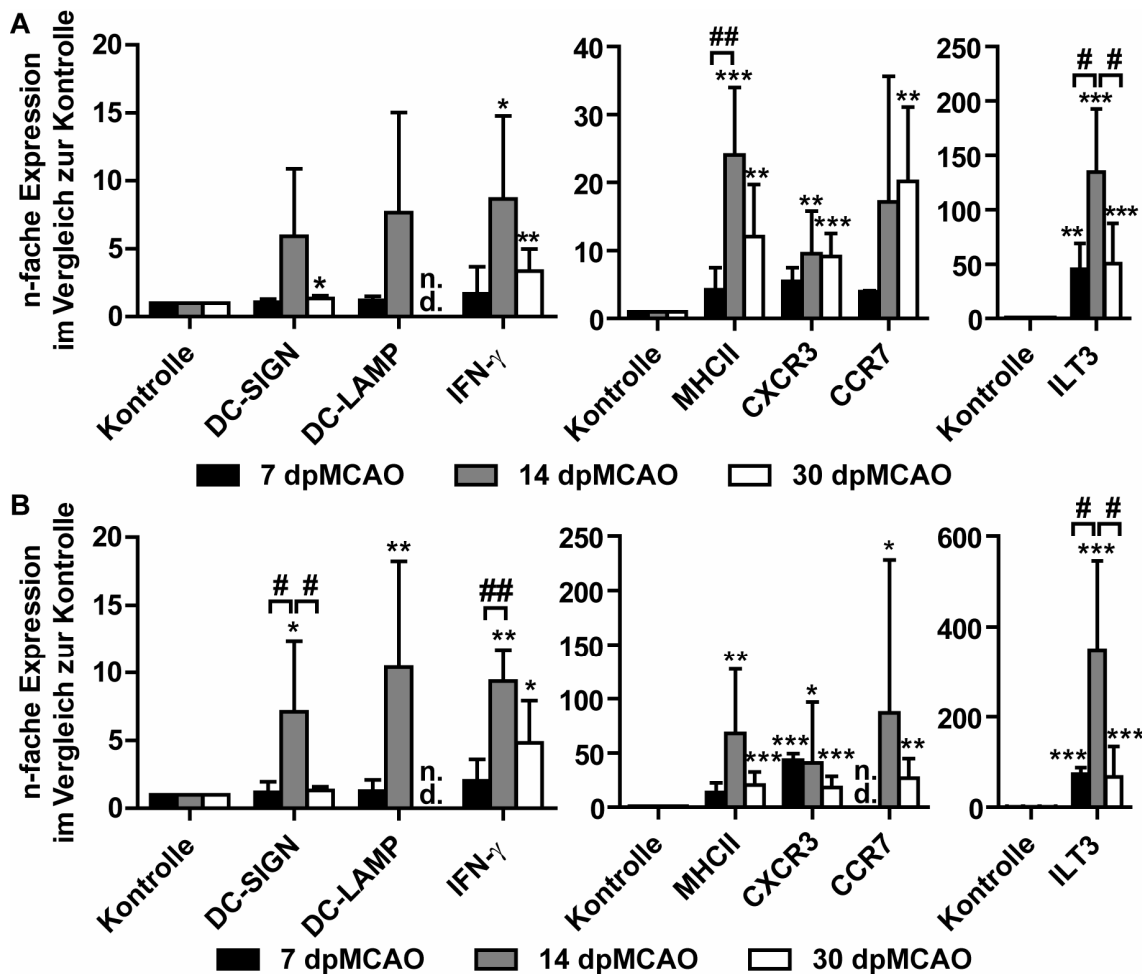 A
n-fache Expression
im Vergleich zur Kontrolle
20
15
10
5
0
*
**
*
n.
d.
Kontrolle
DC-SIGN
DC-LAMP
IFN-γ
40
30
20
10
0
##
***
**
**
***
**
Kontrolle
MHCII
CXCR3
CCR7
250
200
150
100
50
0
# #
***
**
***
Kontrolle
ILT3
7 dpMCAO 14 dpMCAO 30 dpMCAO
B
n-fache Expression
im Vergleich zur Kontrolle
20
15
10
5
0
# #
*
**
##
**
*
n.
d.
Kontrolle
DC-SIGN
DC-LAMP
IFN-γ
250
200
150
100
50
0
**
***
***
*
***
n.
d.
*
**
Kontrolle
MHCII
CXCR3
CCR7
600
400
200
0
# #
***
***
***
Kontrolle
ILT3
7 dpMCAO 14 dpMCAO 30 dpMCAO